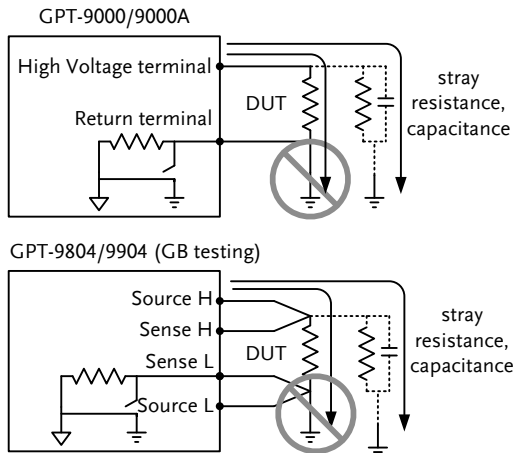 GPT-9000/9000A
High Voltage terminal
DUT
Return terminal
stray
resistance,
capacitance
GPT-9804/9904 (GB testing)
Source H
Sense H
Sense L
DUT
Source L
stray
resistance,
capacitance